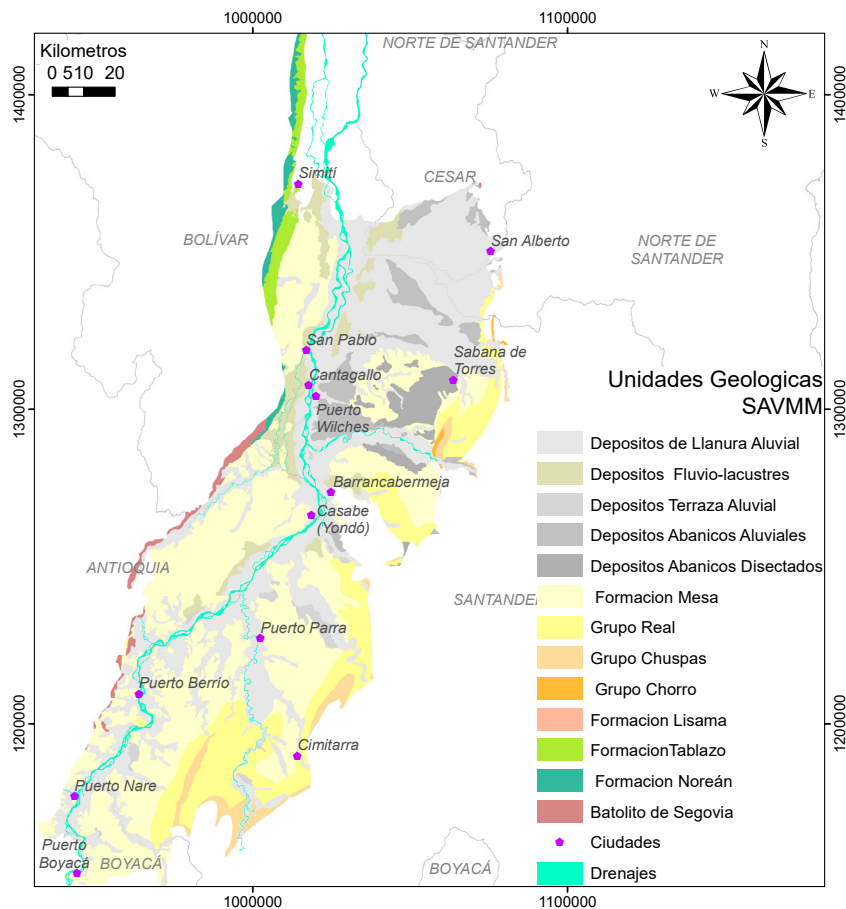 1000000
1100000
Kilometros
0 510 20
NORTE DE SANTANDER
N
W
E
S
1400000
1400000
Simití
CESAR
BOLÍVAR
San Alberto
NORTE DE
SANTANDER
San Pablo
Sabana de
Torres
Cantagallo
Puerto
Wilches
1300000
1300000
Unidades Geologicas
SAVMM
Depositos de Llanura Aluvial
Depositos Fluvio-lacustres
Depositos Terraza Aluvial
Depositos Abanicos Aluviales
Depositos Abanicos Disectados
Formacion Mesa
Grupo Real
Grupo Chuspas
Grupo Chorro
Formacion Lisama
FormacionTablazo
Formacion Noreán
Batolito de Segovia
Ciudades
Drenajes
Barrancabermeja
Casabe
(Yondó)
ANTIOQUIA
SANTANDER
Puerto Parra
Puerto Berrío
1200000
1200000
Cimitarra
Puerto Nare
Puerto
Boyacá
BOYACÁ
BOYACÁ
1000000
1100000